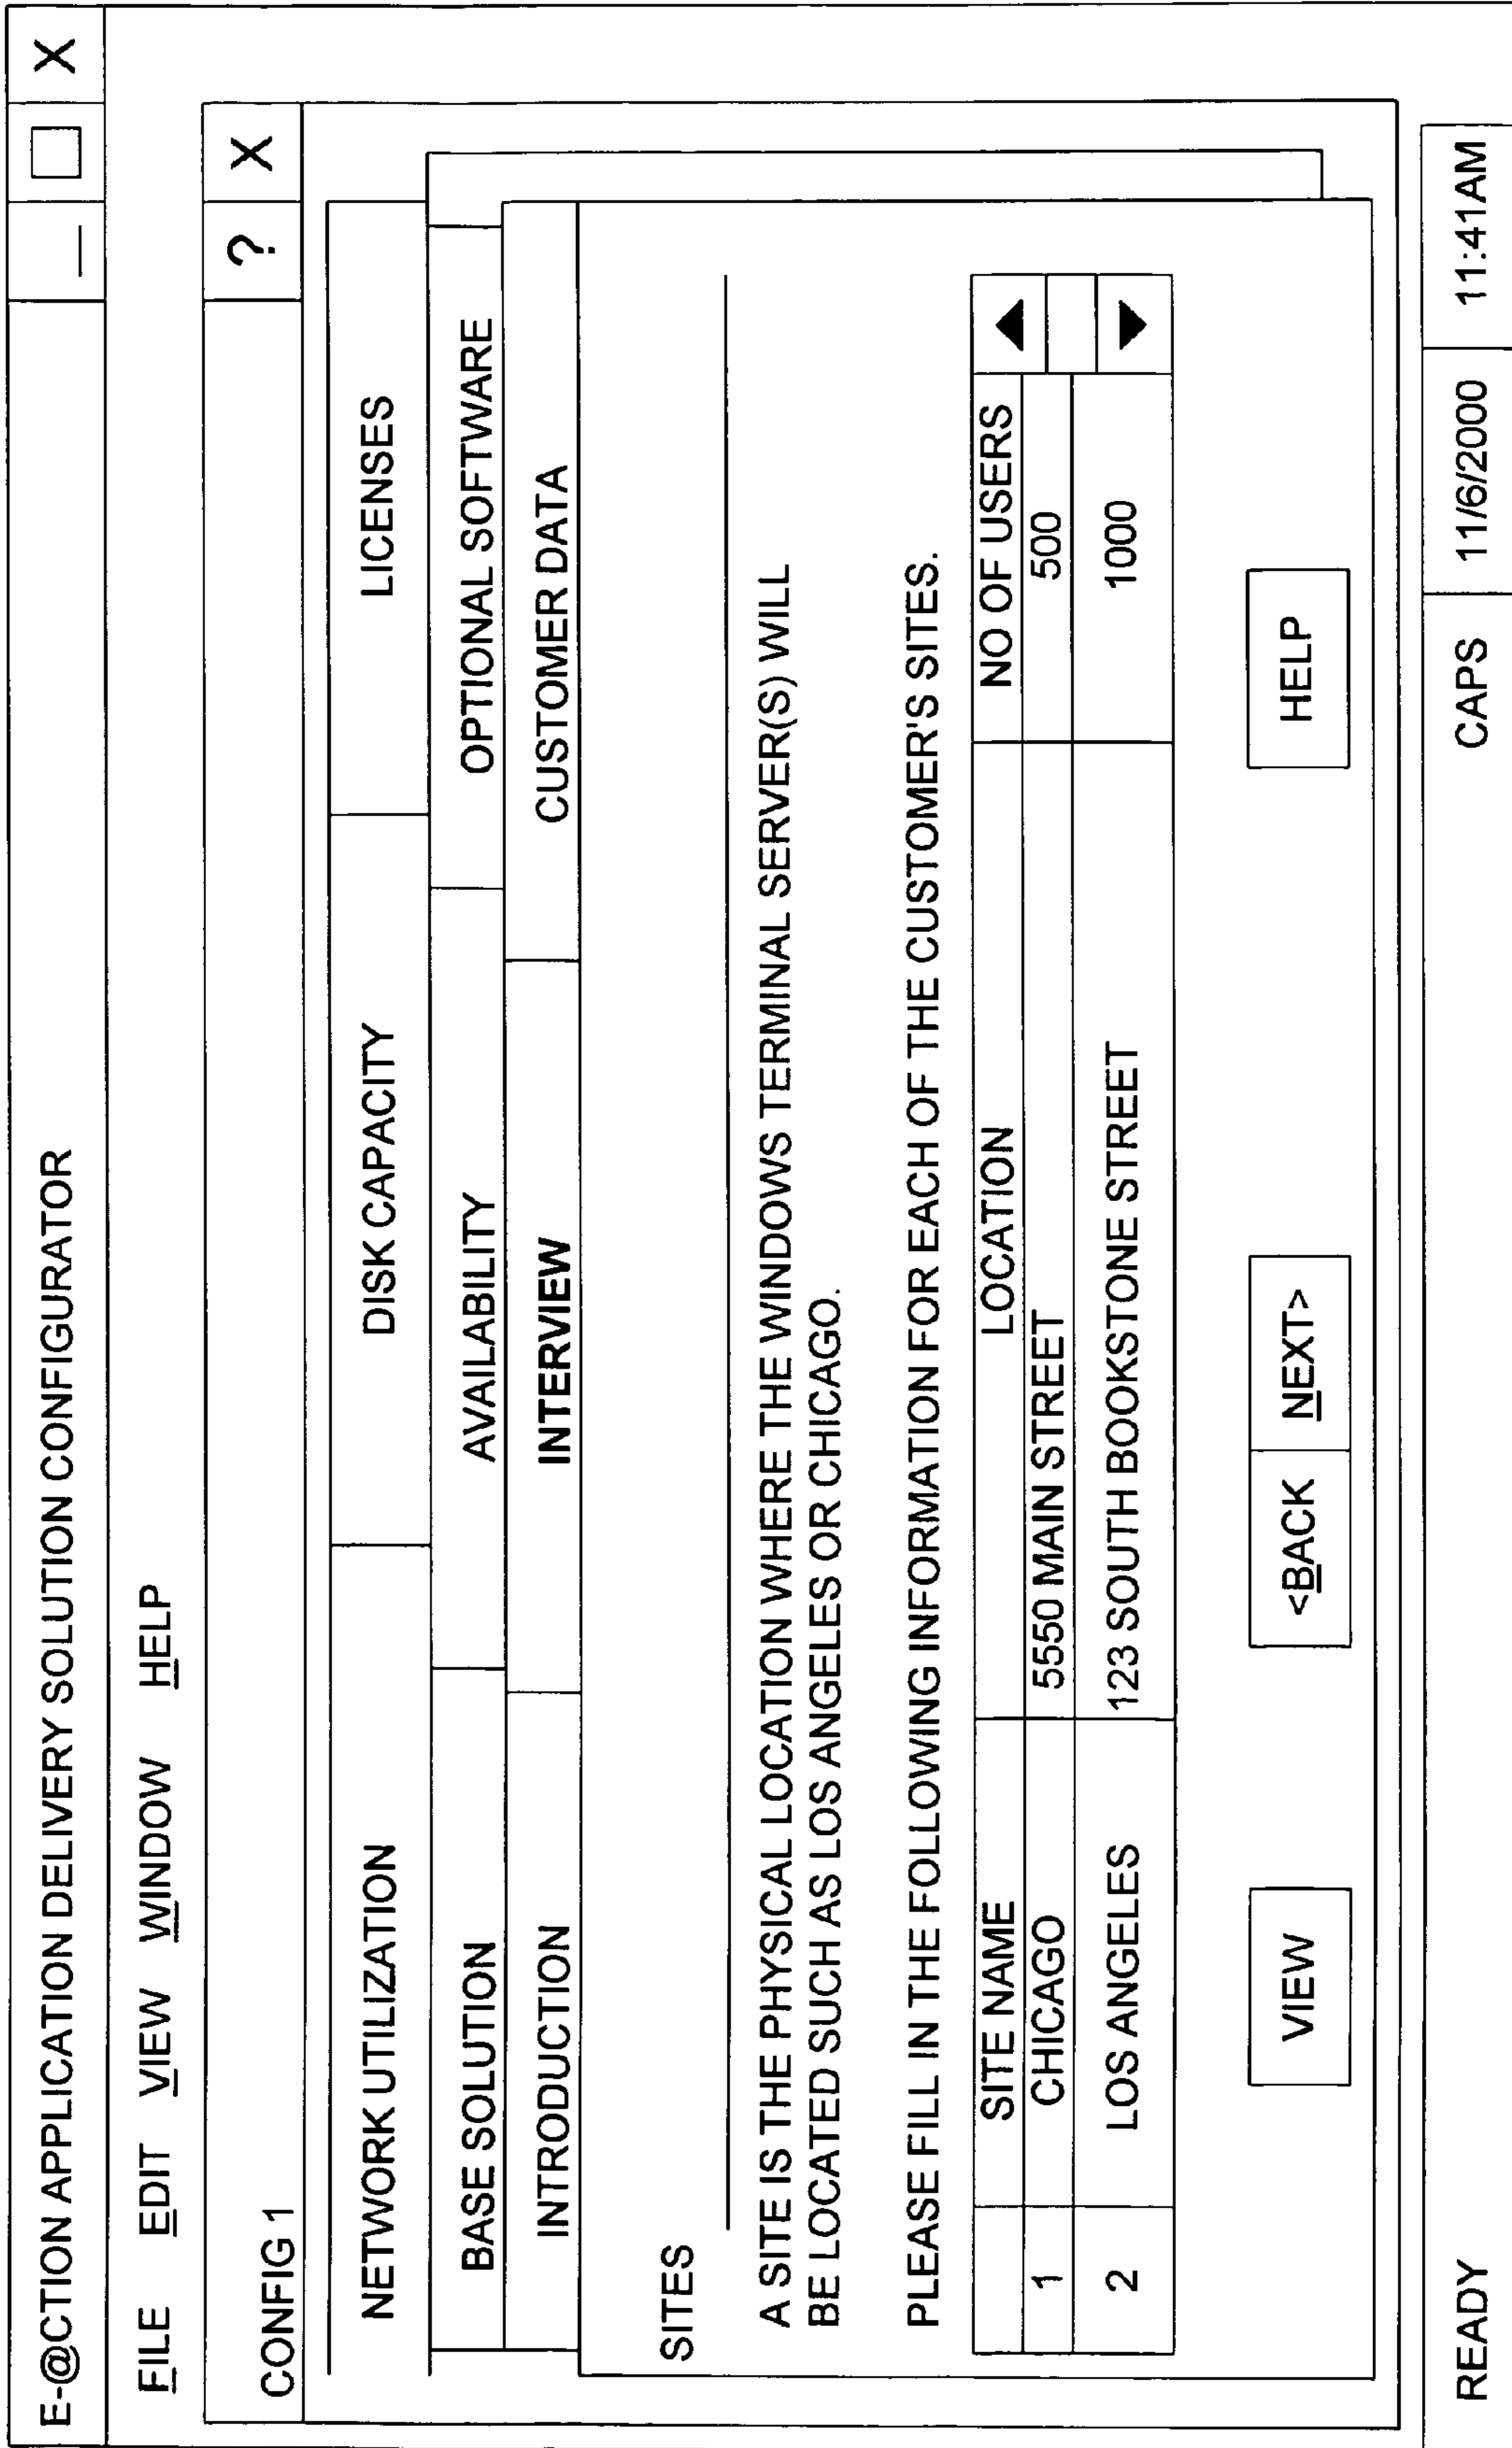 E-@CTION APPLICATION DELIVERY SOLUTION CONFIGURATOR _ X
FILE EDIT VIEW WINDOW HELP
CONFIG 1 ? X
NETWORK UTILIZATION DISK CAPACITY LICENSES
BASE SOLUTION AVAILABILITY OPTIONAL SOFTWARE
INTRODUCTION INTERVIEW CUSTOMER DATA
SITES
A SITE IS THE PHYSICAL LOCATION WHERE THE WINDOWS TERMINAL SERVER(S) WILL
BE LOCATED SUCH AS LOS ANGELES OR CHICAGO.
PLEASE FILL IN THE FOLLOWING INFORMATION FOR EACH OF THE CUSTOMER'S SITES.
SITE NAME LOCATION NO OF USERS
1 CHICAGO 5550 MAIN STREET 500
2 LOS ANGELES 123 SOUTH BOOKSTONE STREET 1000
VIEW <BACK NEXT> HELP
READY CAPS 11/6/2000 11:41AM